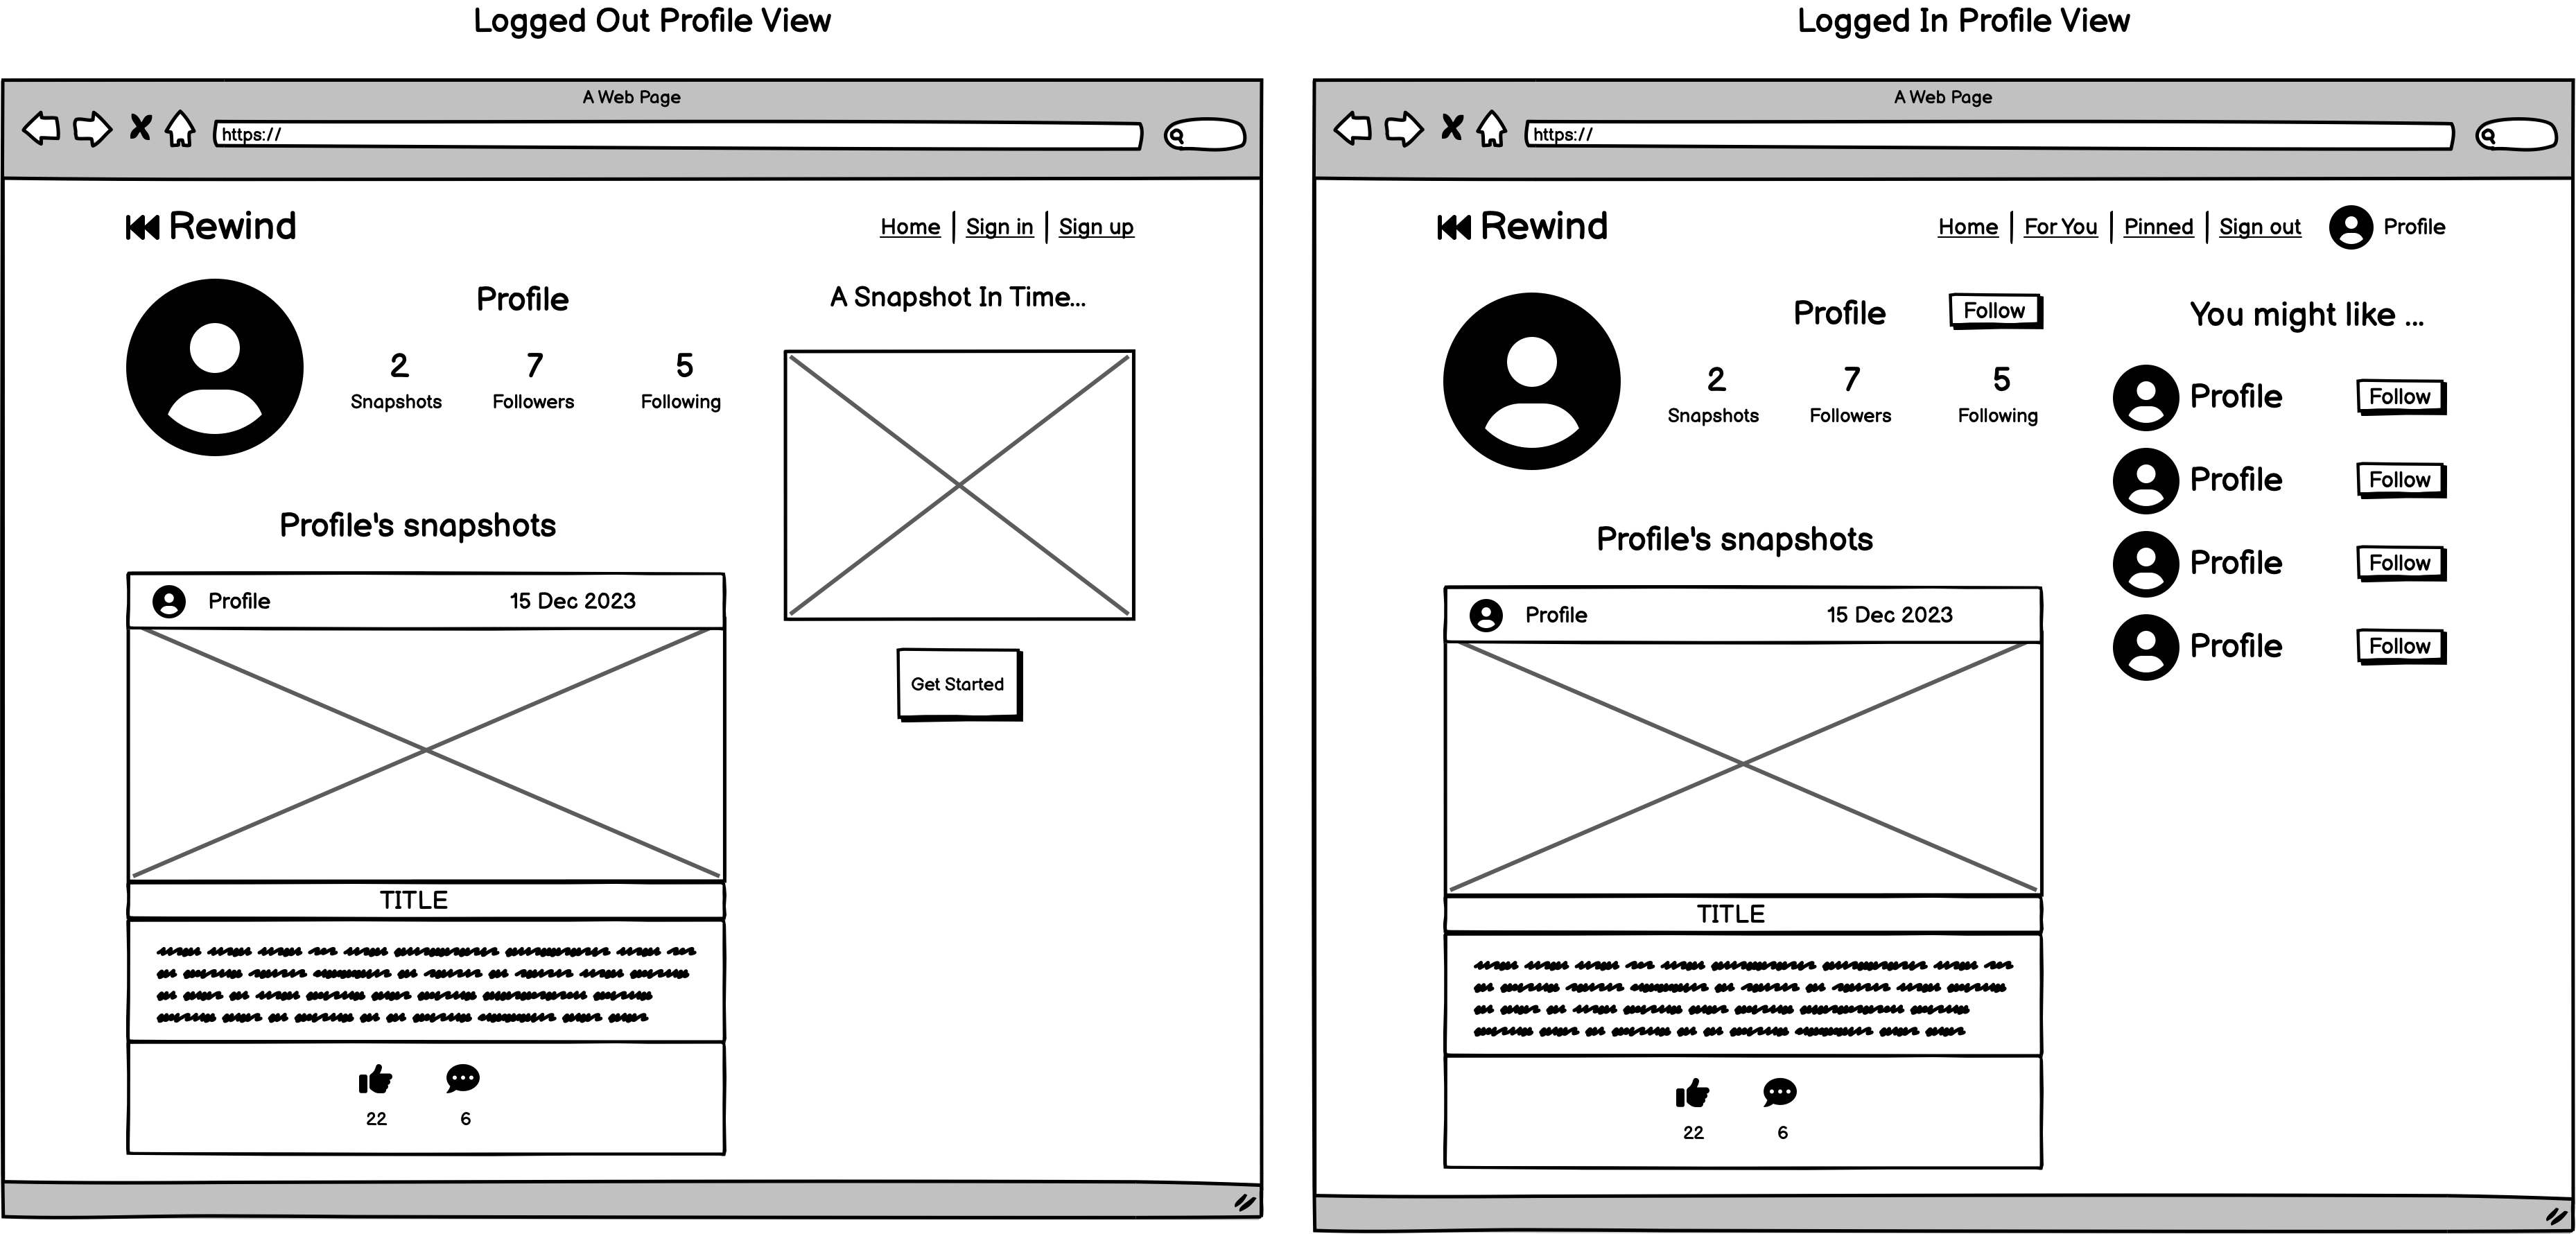 Logged Out Profile View
A Web Page
https://
Rewind
Home | Sign in | Sign up
Profile
2 7 5
Snapshots Followers Following
A Snapshot In Time...
Get Started
Profile's snapshots
Profile 15 Dec 2023
TITLE
22 6
Logged In Profile View
A Web Page
https://
Rewind
Home | For You | Pinned | Sign out Profile
Profile Follow
2 7 5
Snapshots Followers Following
You might like ...
Profile Follow
Profile Follow
Profile Follow
Profile Follow
Profile's snapshots
Profile 15 Dec 2023
TITLE
22 6